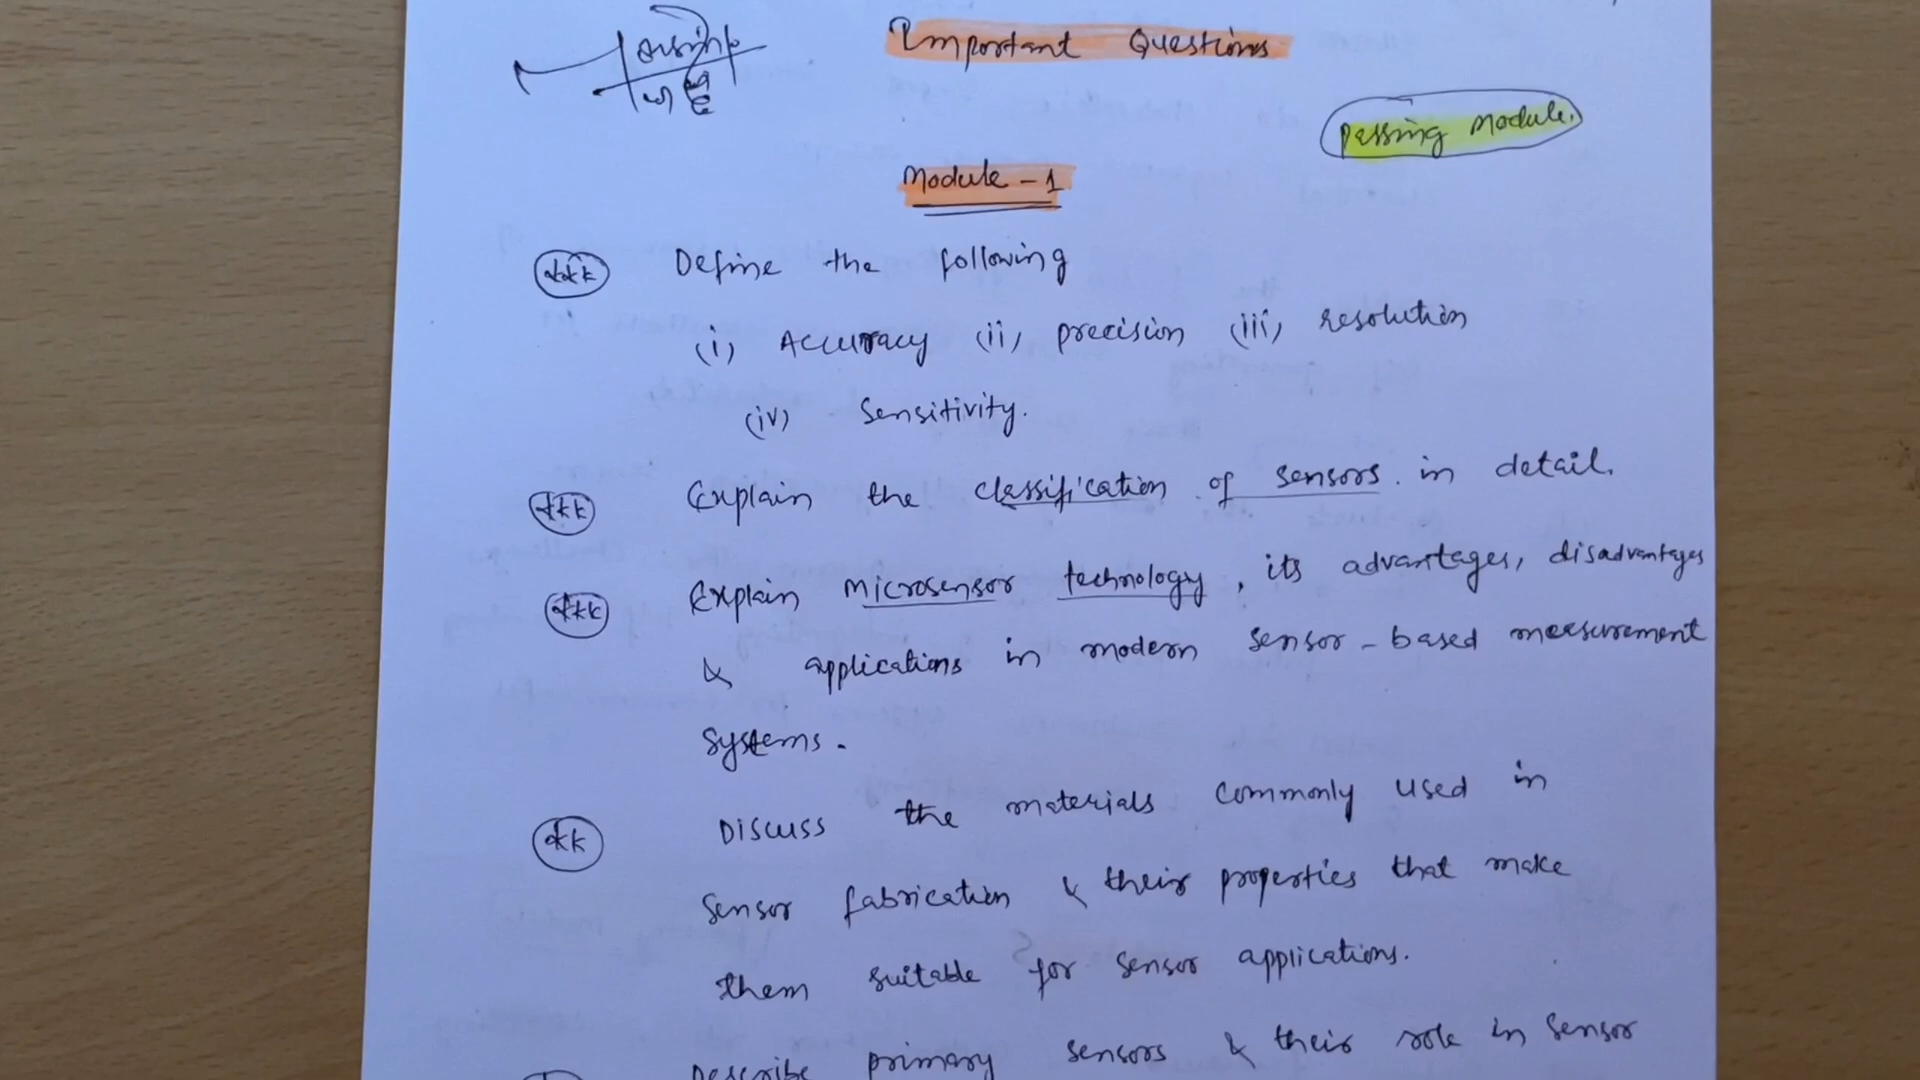 Important Questions
Passing Module.
Module - 1
*** Define the following
(i) Accuracy (ii) precision (iii) resolution
(iv) Sensitivity.
*** Explain the classification of sensors in detail.
*** Explain microsensor technology, its advantages, disadvantages
& applications in modern sensor-based measurement
systems.
** Discuss the materials commonly used in
sensor fabrication & their properties that make
them suitable for sensor applications.
Describe primary sensors & their role in sensor